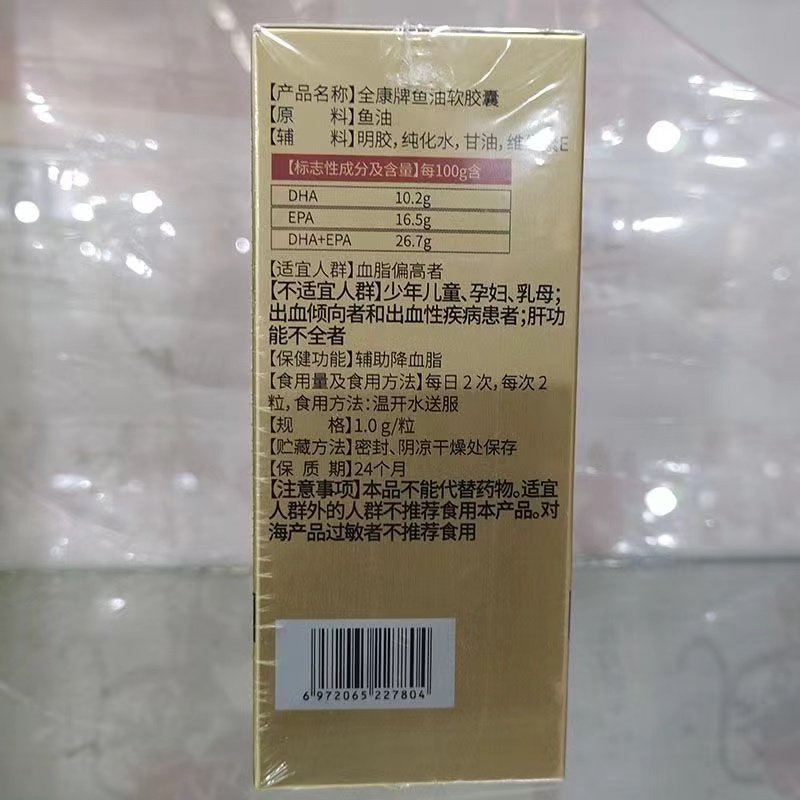 【产品名称】全康牌鱼油软胶囊
【原 料】鱼油
【辅 料】明胶,纯化水,甘油,维生素E
【标志性成分及含量】每100g含
DHA 10.2g
EPA 16.5g
DHA+EPA 26.7g
【适宜人群】血脂偏高者
【不适宜人群】少年儿童、孕妇、乳母;
出血倾向者和出血性疾病患者;肝功
能不全者
【保健功能】辅助降血脂
【食用量及食用方法】每日2次,每次2
粒,食用方法:温开水送服
【规 格】1.0g/粒
【贮藏方法】密封、阴凉干燥处保存
【保 质 期】24个月
【注意事项】本品不能代替药物。适宜
人群外的人群不推荐食用本产品。对
海产品过敏者不推荐食用
6 972065 227804